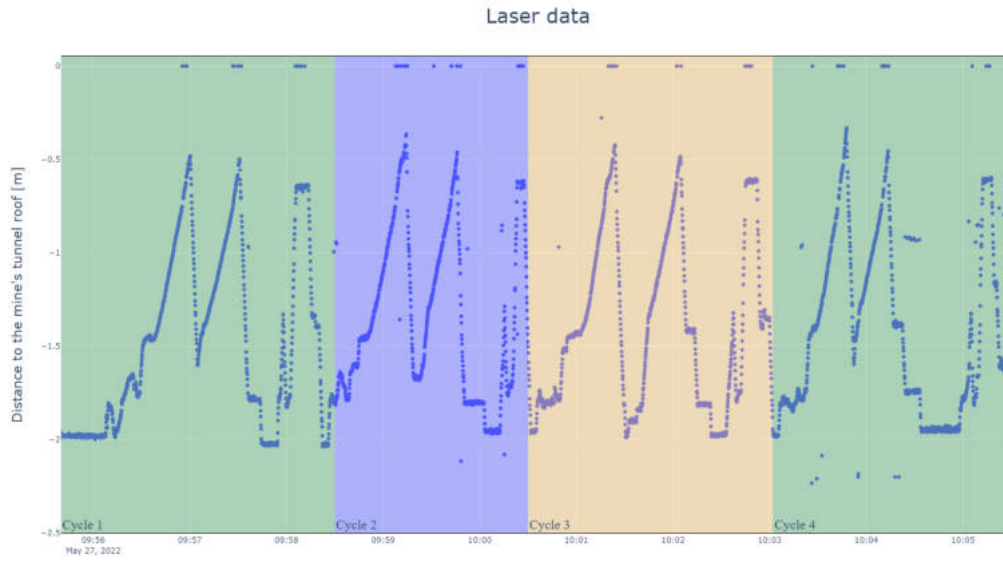 Laser data
Distance to the mine's tunnel roof [m]
0
−0.5
−1
−1.5
−2
−2.5
Cycle 1
Cycle 2
Cycle 3
Cycle 4
09:56
09:57
09:58
09:59
10:00
10:01
10:02
10:03
10:04
10:05
May 27, 2022